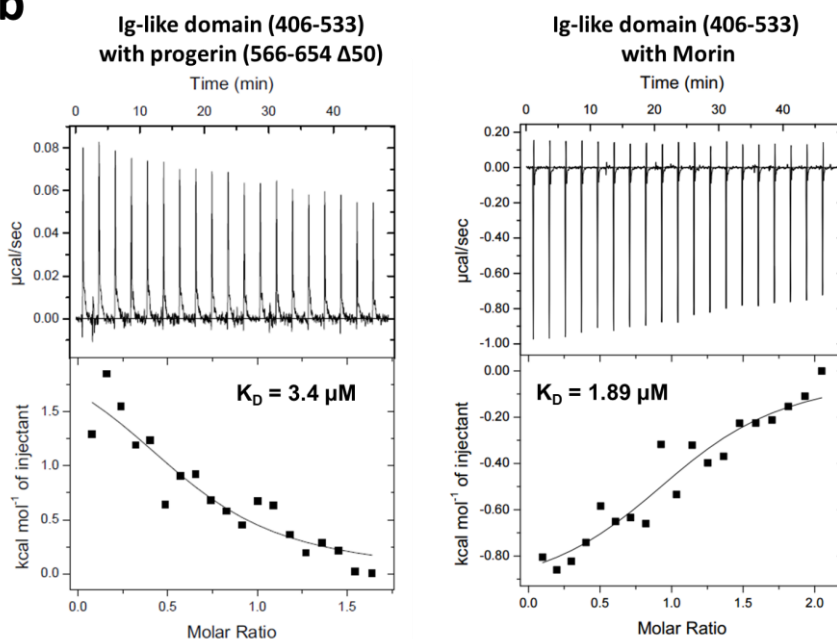 b
Ig-like domain (406-533)
with progerin (566-654 Δ50)
Time (min)
0 10 20 30 40
0.08
0.06
0.04
0.02
0.00
µcal/sec
K_D = 3.4 µM
1.5
1.0
0.5
0.0
kcal mol⁻¹ of injectant
0.0 0.5 1.0 1.5
Molar Ratio
Ig-like domain (406-533)
with Morin
Time (min)
0 10 20 30 40
0.20
0.00
-0.20
-0.40
-0.60
-0.80
-1.00
µcal/sec
K_D = 1.89 µM
0.00
-0.20
-0.40
-0.60
-0.80
kcal mol⁻¹ of injectant
0.0 0.5 1.0 1.5 2.0
Molar Ratio